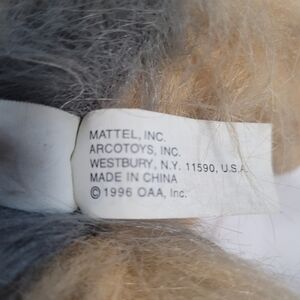 MATTEL, INC.
ARCOTOYS, INC.
WESTBURY, N.Y. 11590, U.S.A.
MADE IN CHINA
© 1996 OAA, Inc.